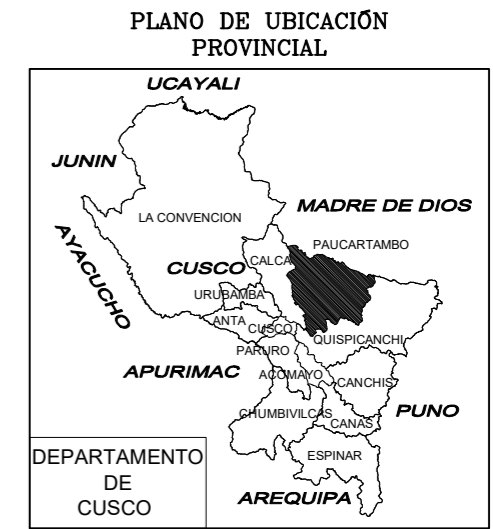 PLANO DE UBICACIÓN
PROVINCIAL
UCAYALI
JUNIN
MADRE DE DIOS
LA CONVENCION
PAUCARTAMBO
AYACUCHO
CUSCO
CALCA
URUBAMBA
ANTA
CUSCO
QUISPICANCHI
PARURO
APURIMAC
ACOMAYO
CANCHIS
CHUMBIVILCAS
PUNO
CANAS
ESPINAR
DEPARTAMENTO
DE
CUSCO
AREQUIPA